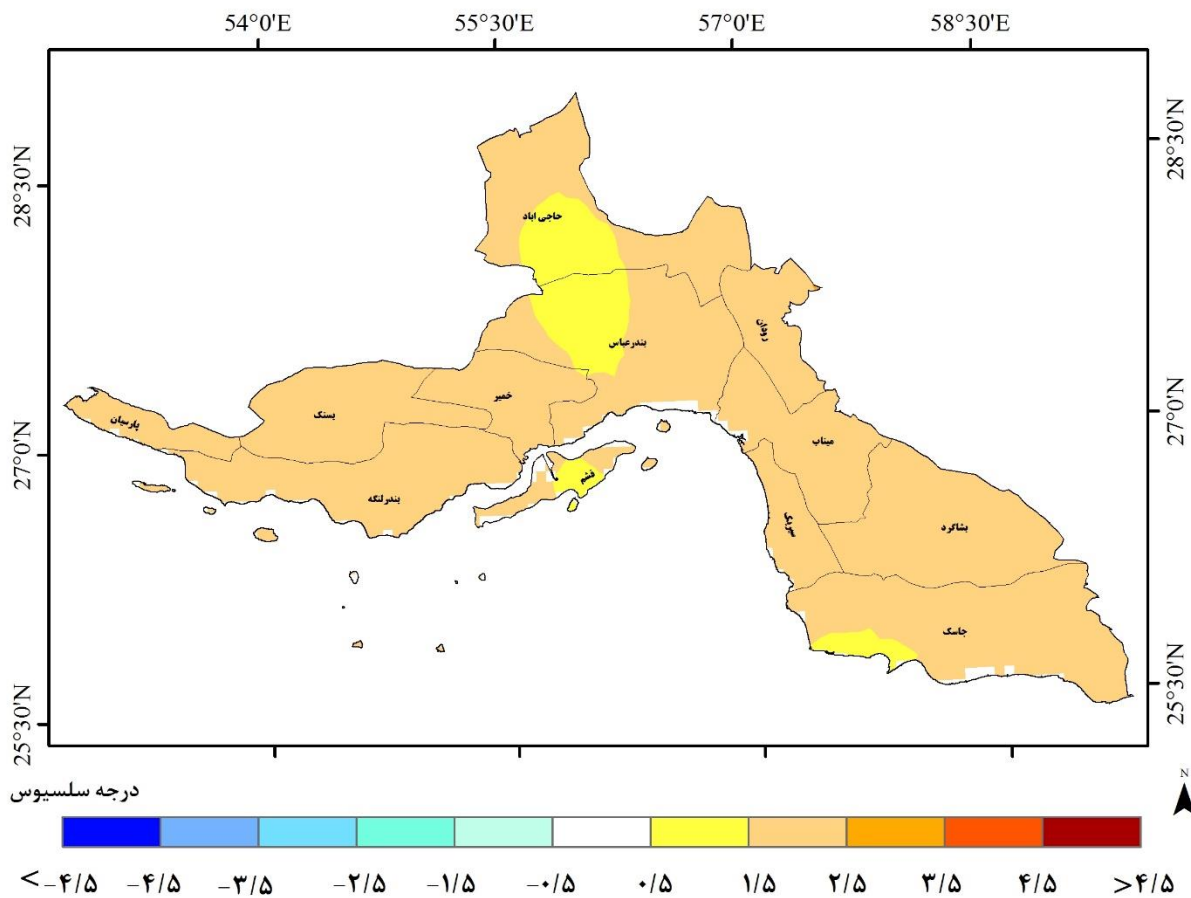 54°0'E 55°30'E 57°0'E 58°30'E
28°30'N
28°30'N
حاجی اباد
رودان
بندرعباس
خمیر
بستک
پارسیان
27°0'N
27°0'N
میناب
قشم
بندرلنگه
سیریک
بشاگرد
جاسک
25°30'N
25°30'N
درجه سلسیوس
N
<-۴/۵ -۴/۵ -۳/۵ -۲/۵ -۱/۵ -۰/۵ ۰/۵ ۱/۵ ۲/۵ ۳/۵ ۴/۵ >۴/۵